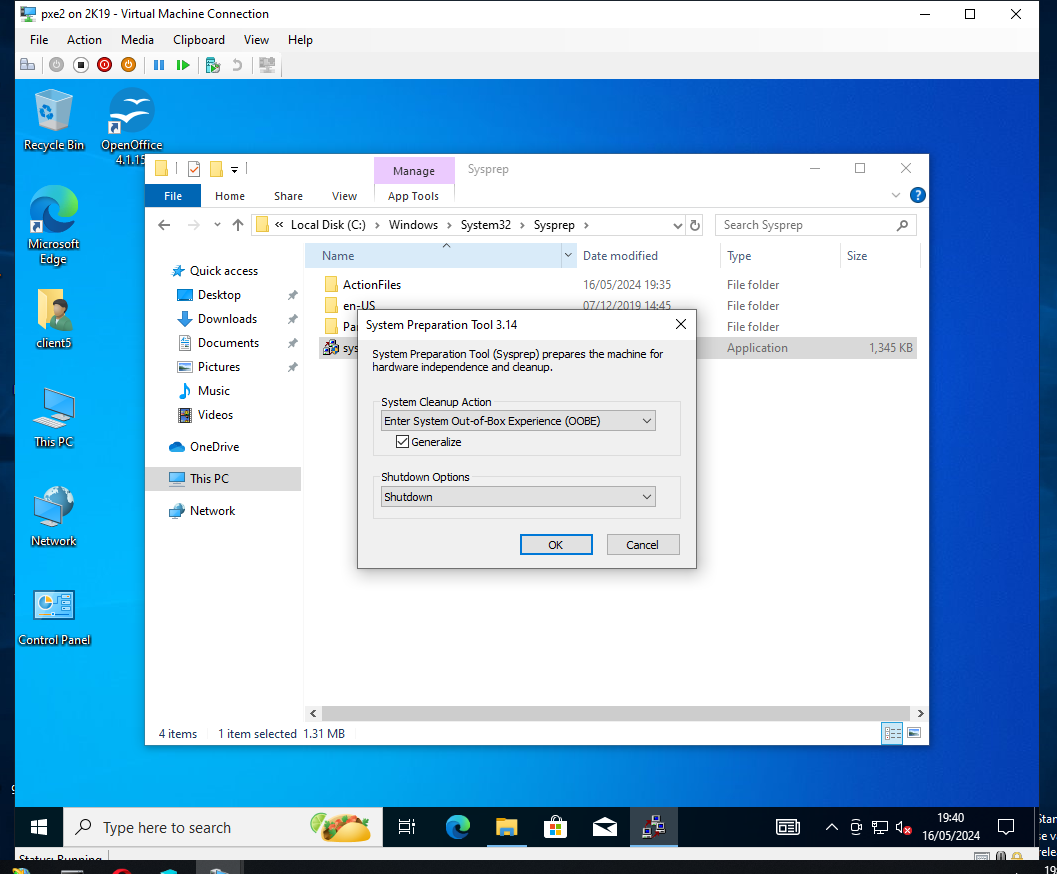 pxe2 on 2K19 - Virtual Machine Connection
File Action Media Clipboard View Help
Recycle Bin
OpenOffice
4.1.15
Microsoft
Edge
client5
This PC
Network
Control Panel
Manage
Sysprep
File Home Share View App Tools
?
« Local Disk (C:) › Windows › System32 › Sysprep ›
Search Sysprep
Name Date modified Type Size
Quick access
Desktop
Downloads
Documents
Pictures
Music
Videos
OneDrive
This PC
Network
ActionFiles 16/05/2024 19:35 File folder
en-US 07/12/2019 14:45 File folder
Pa File folder
sys Application 1,345 KB
System Preparation Tool 3.14
System Preparation Tool (Sysprep) prepares the machine for
hardware independence and cleanup.
System Cleanup Action
Enter System Out-of-Box Experience (OOBE)
Generalize
Shutdown Options
Shutdown
OK Cancel
4 items 1 item selected 1.31 MB
Type here to search
19:40
16/05/2024
Status: Running